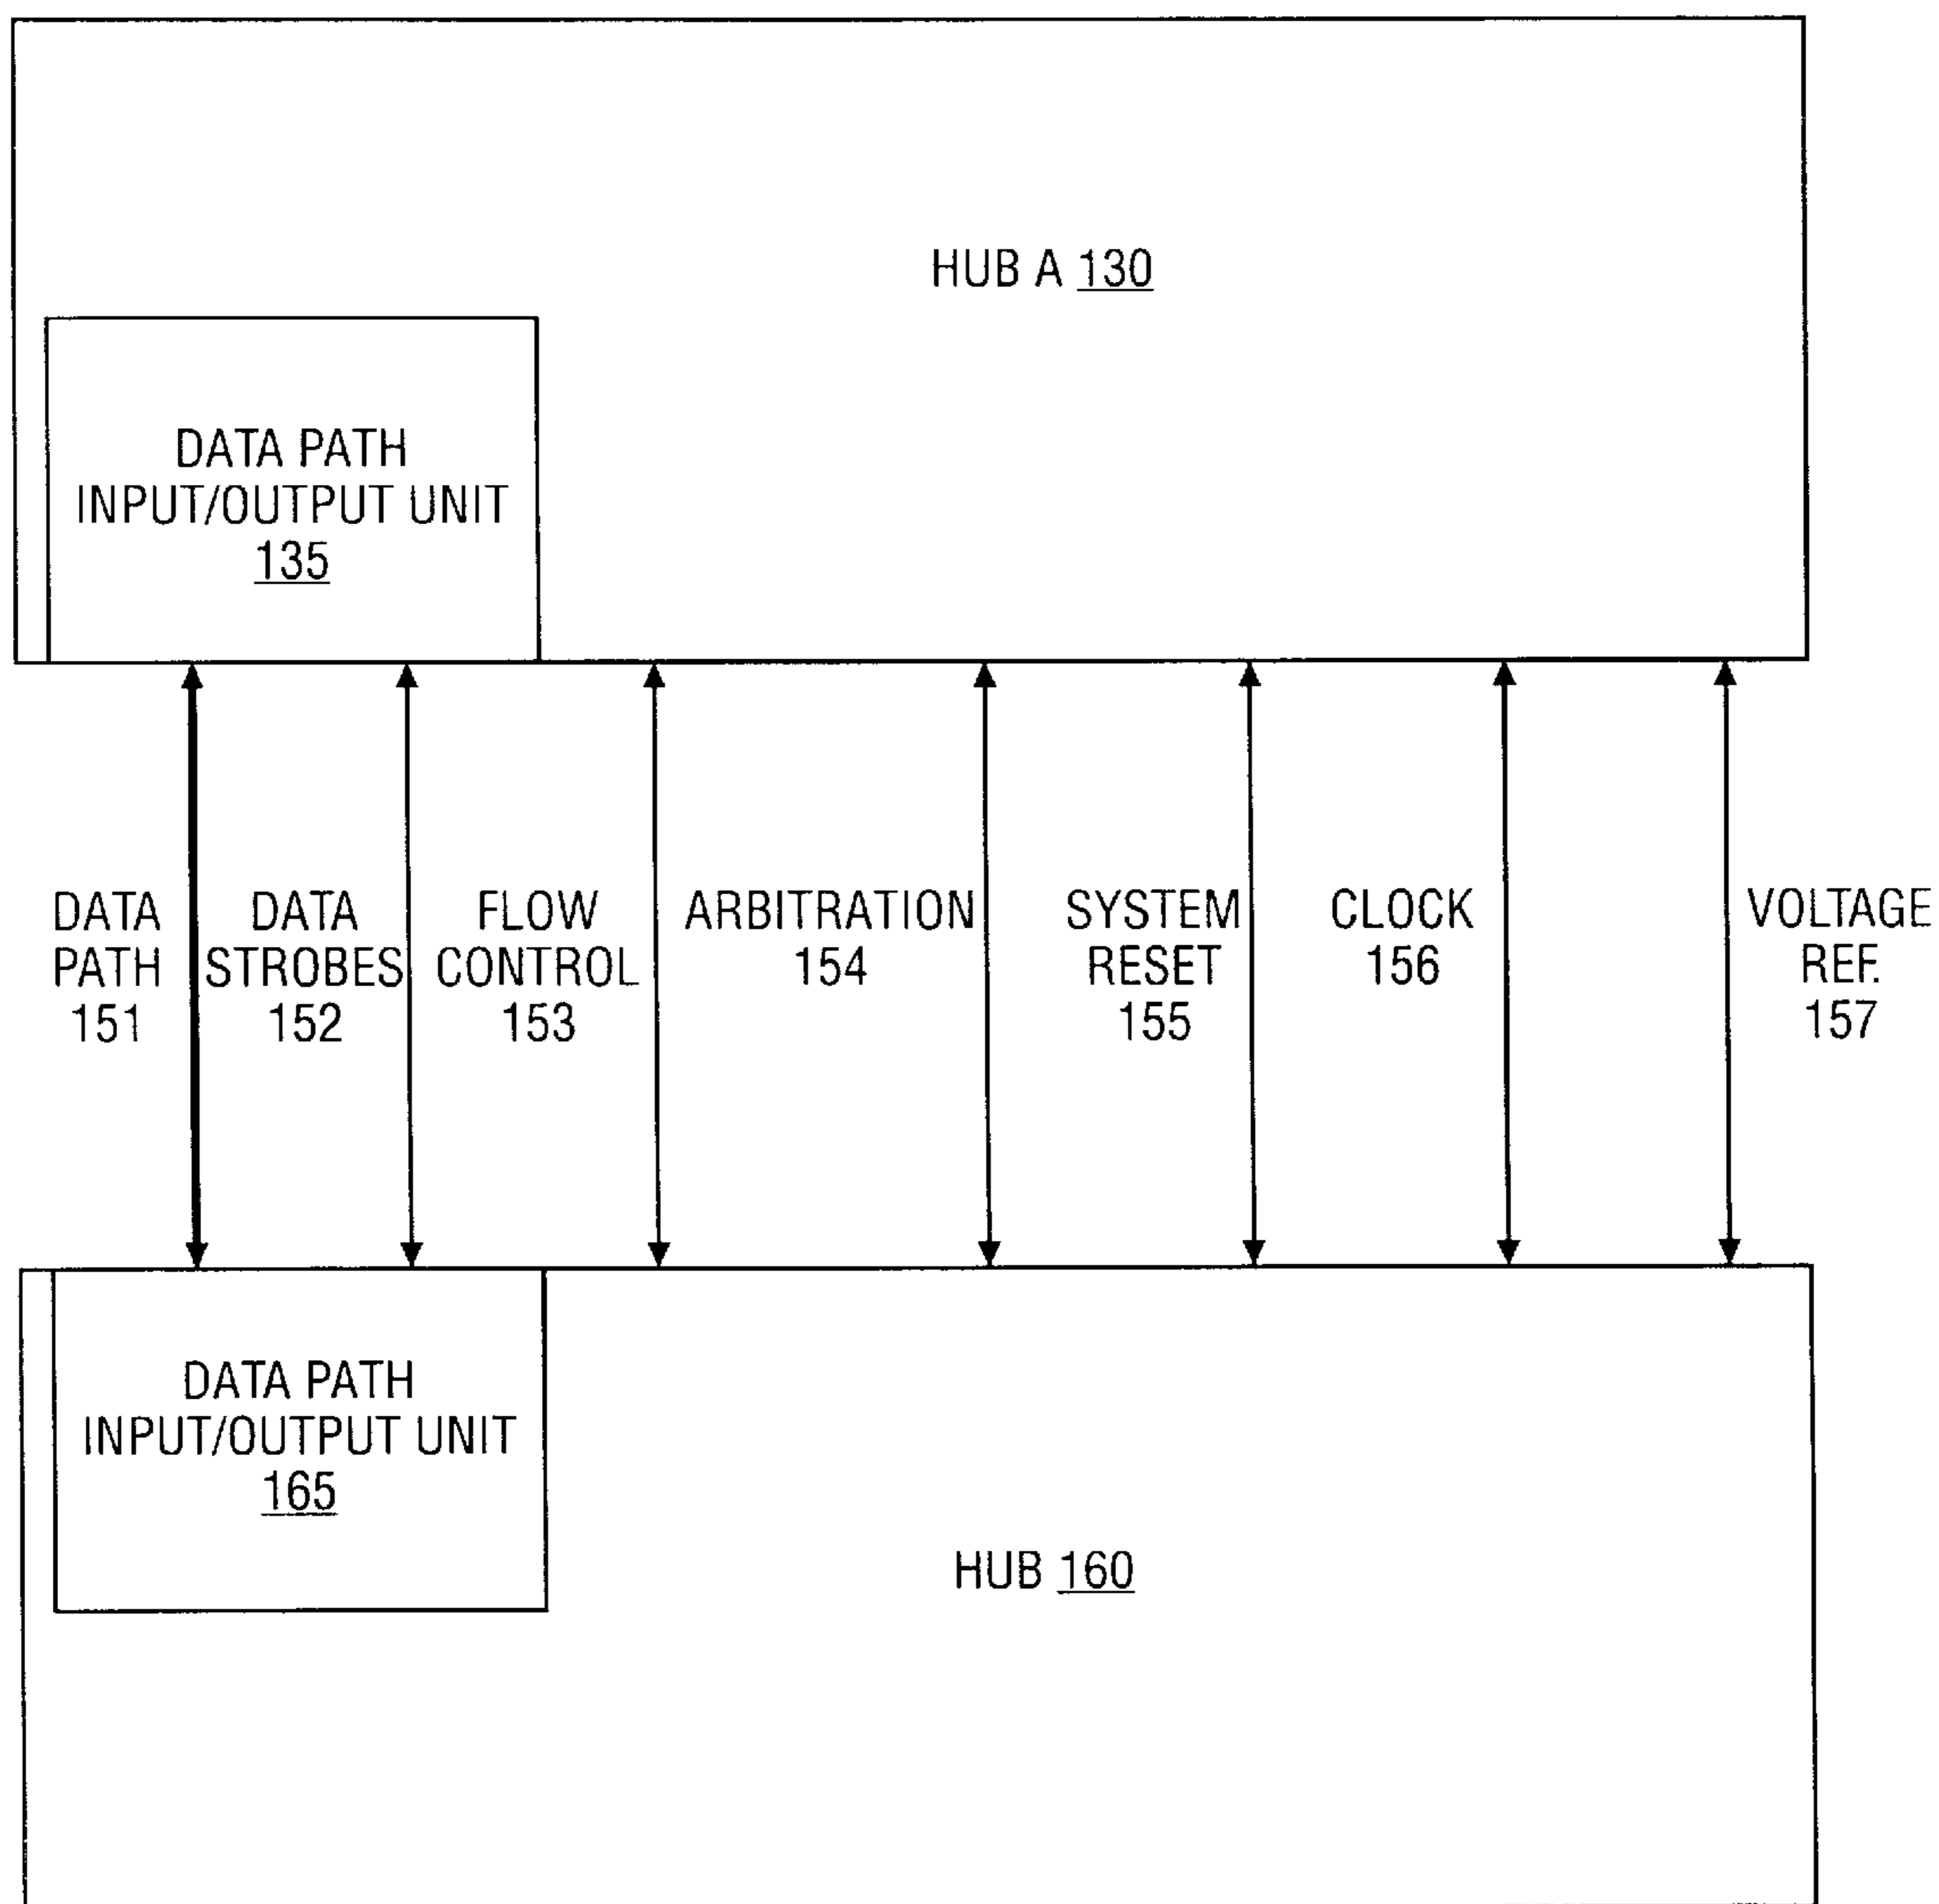 HUB A 130
DATA PATH
INPUT/OUTPUT UNIT
135
DATA
PATH
151
DATA
STROBES
152
FLOW
CONTROL
153
ARBITRATION
154
SYSTEM
RESET
155
CLOCK
156
VOLTAGE
REF.
157
DATA PATH
INPUT/OUTPUT UNIT
165
HUB 160